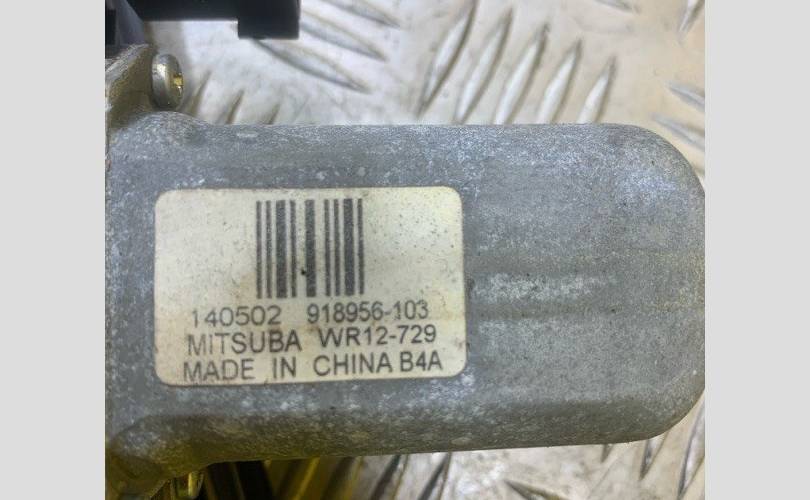 140502 918956-103
MITSUBA WR12-729
MADE IN CHINA B4A